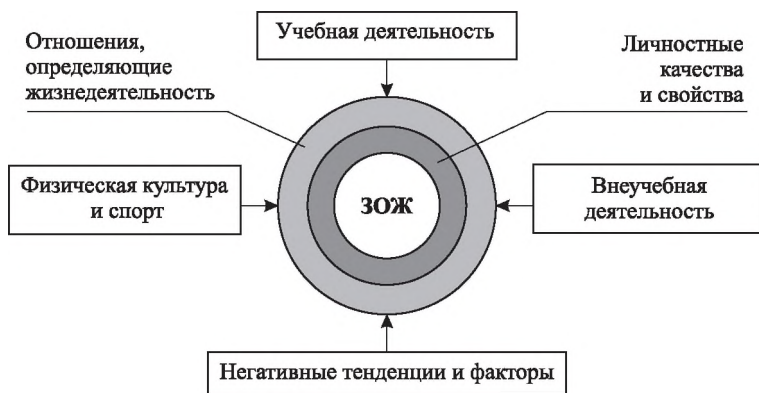 Учебная деятельность
Отношения,
определяющие
жизнедеятельность
Личностные
качества
и свойства
Физическая культура
и спорт
ЗОЖ
Внеучебная
деятельность
Негативные тенденции и факторы